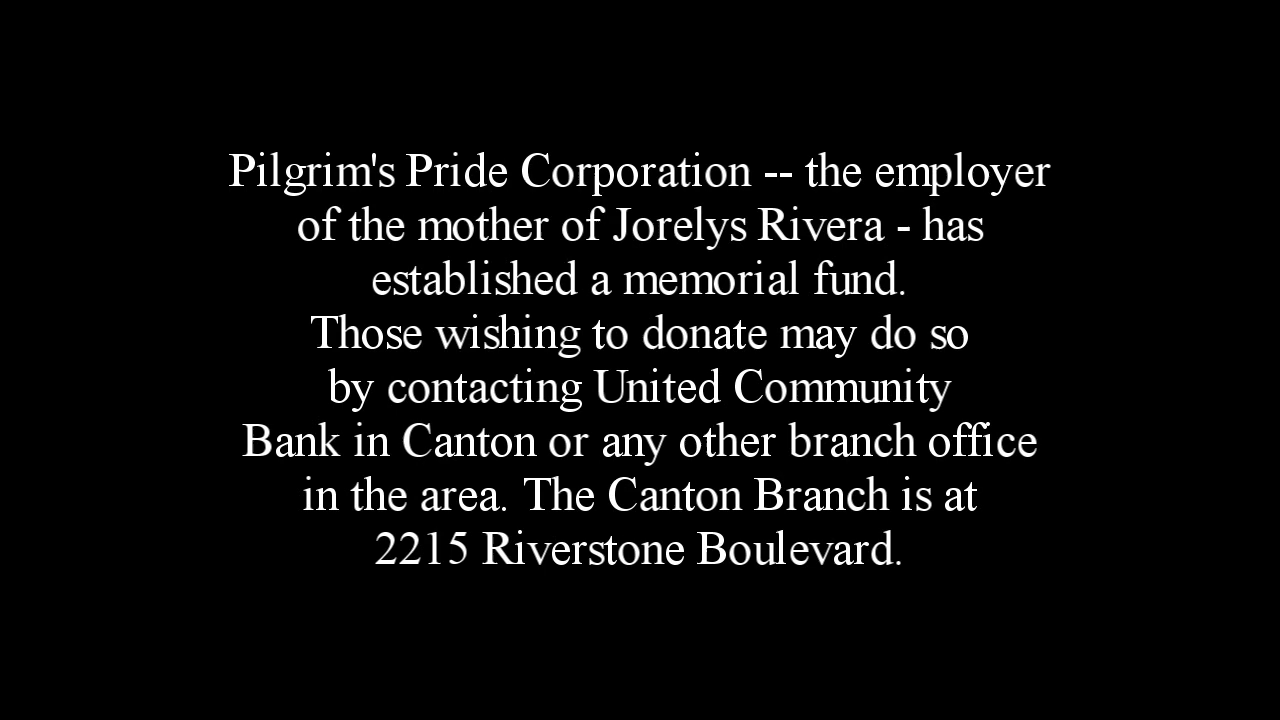 Pilgrim's Pride Corporation -- the employer
of the mother of Jorelys Rivera - has
established a memorial fund.
Those wishing to donate may do so
by contacting United Community
Bank in Canton or any other branch office
in the area. The Canton Branch is at
2215 Riverstone Boulevard.